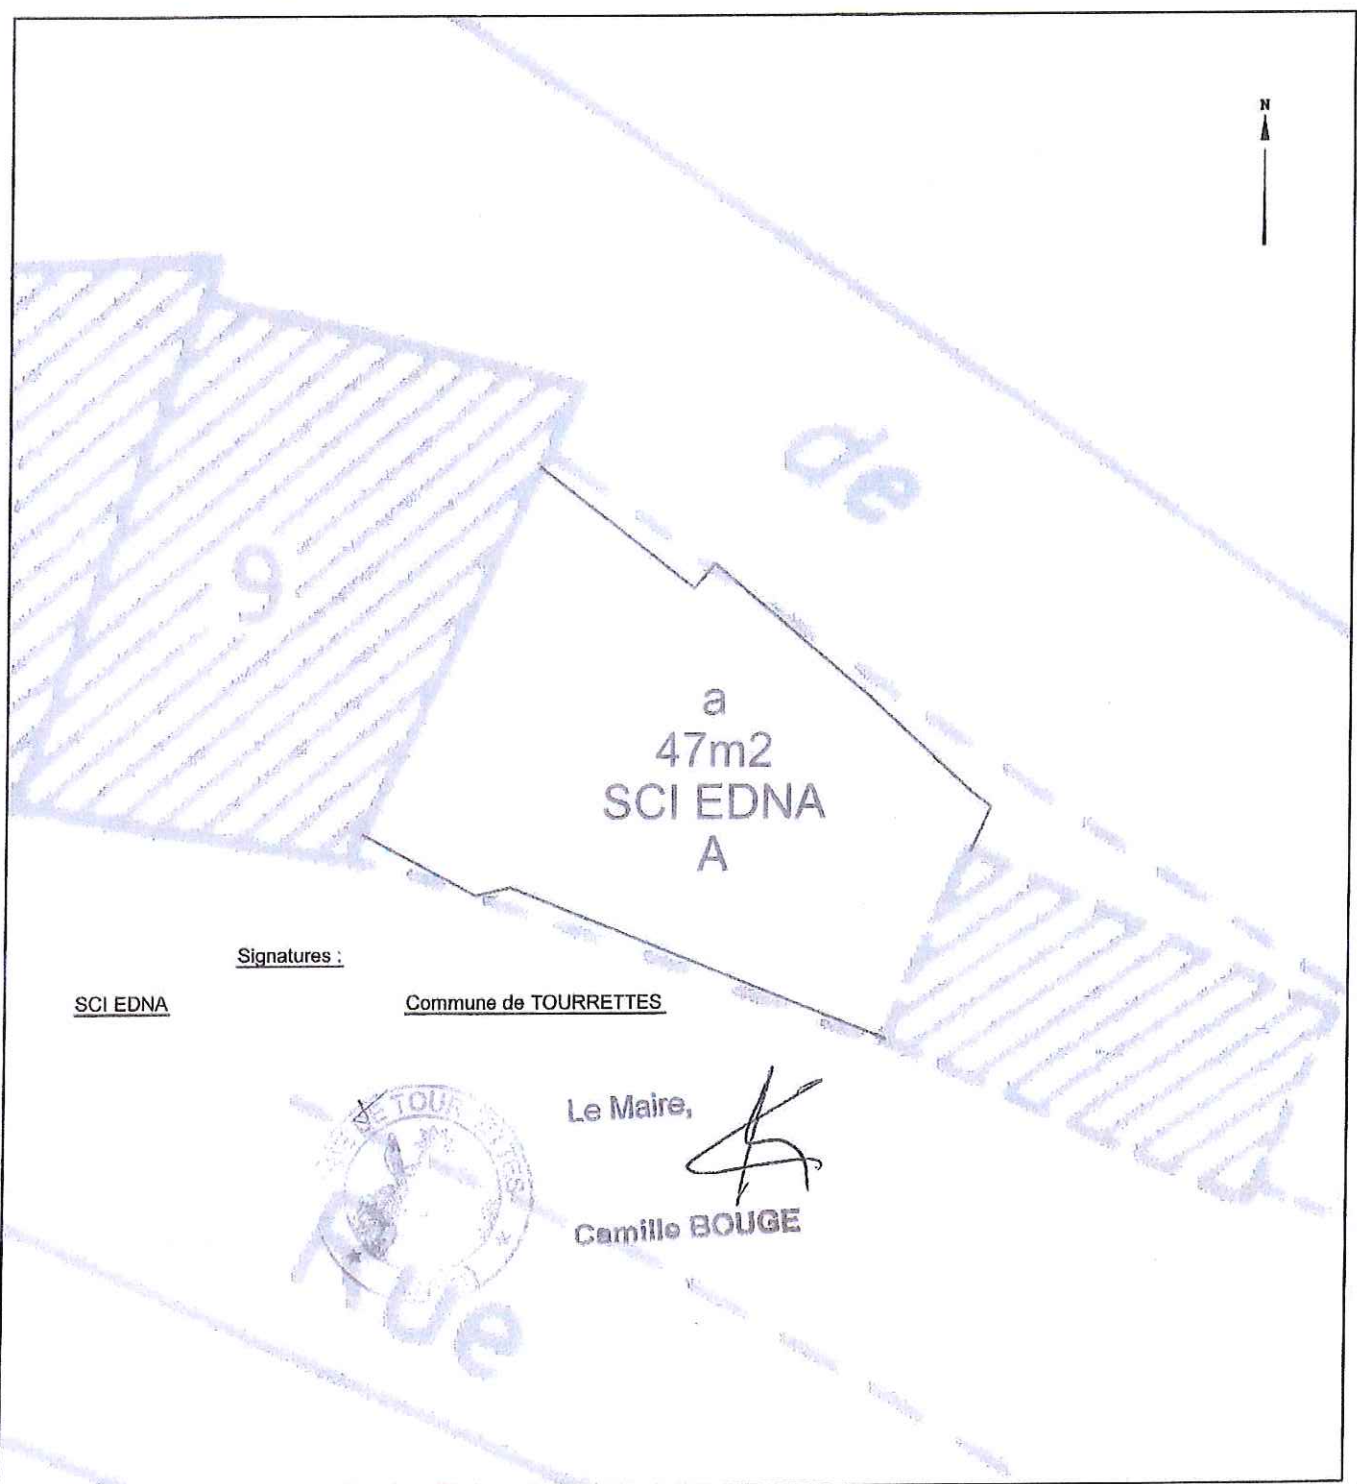 N
de
9
a
47m2
SCI EDNA
A
Signatures :
SCI EDNA
Commune de TOURRETTES
Le Maire,
Camille BOUGE
Rue